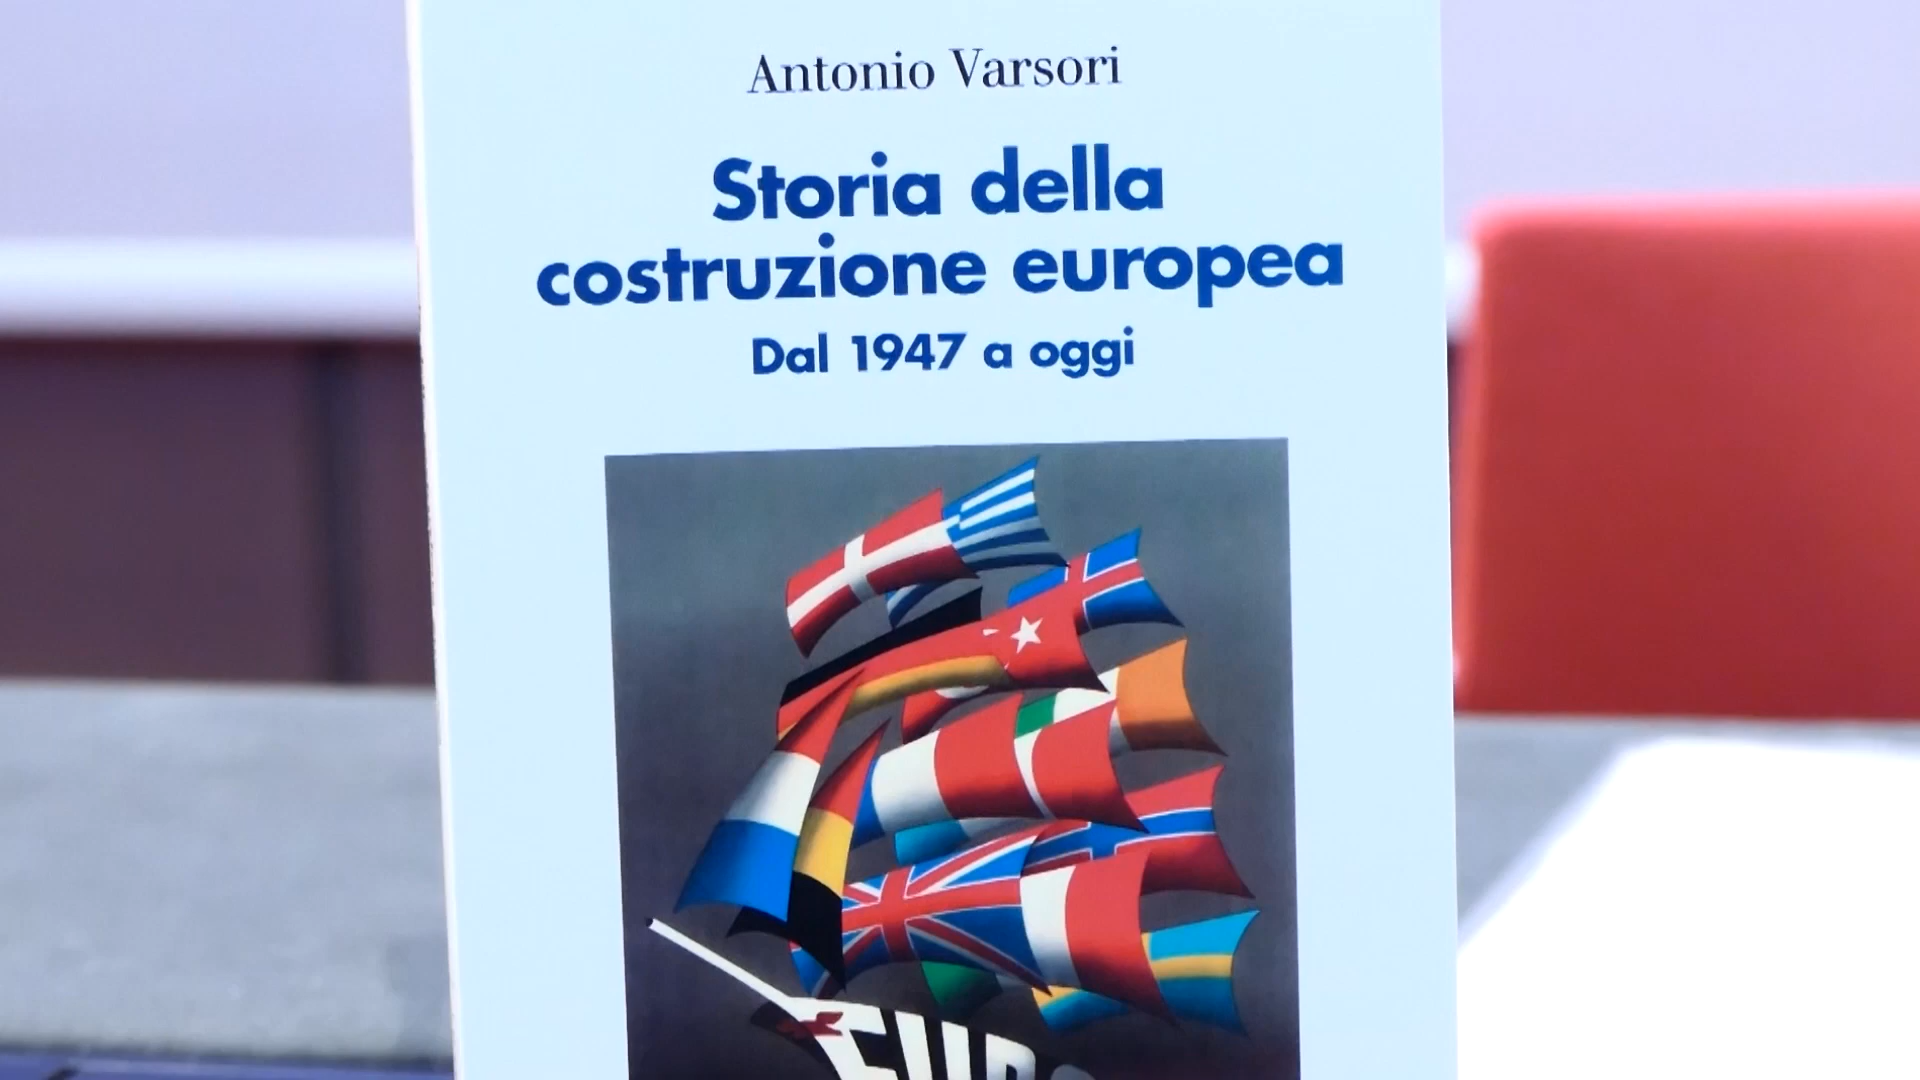 Antonio Varsori
Storia della
costruzione europea
Dal 1947 a oggi